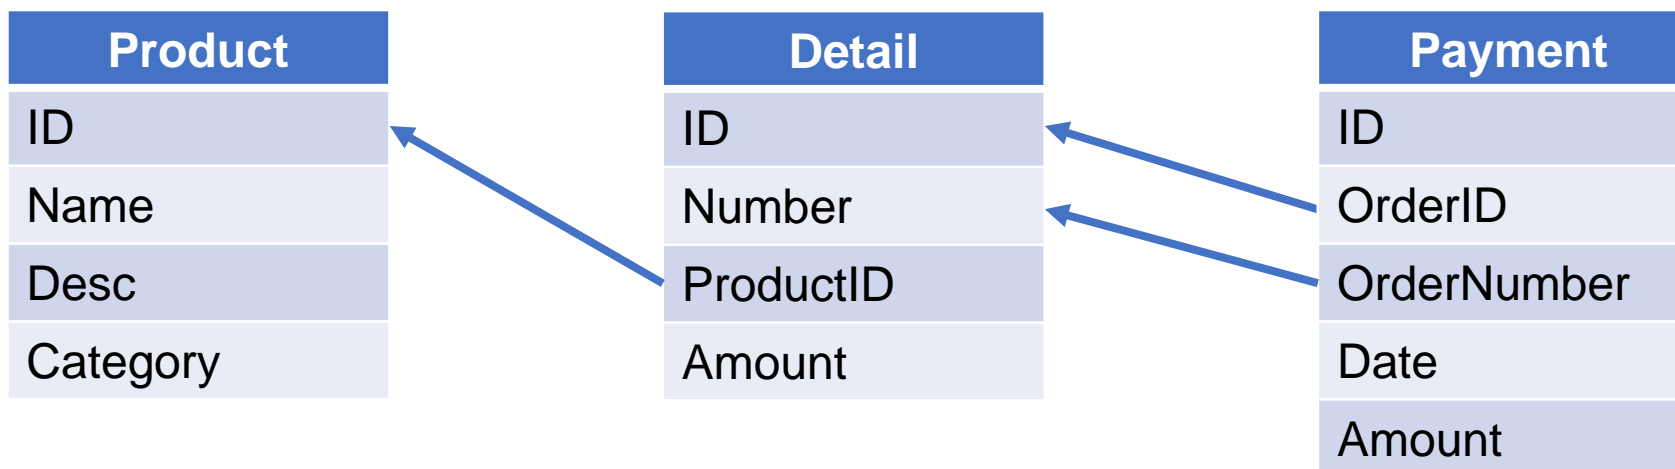 Product
ID
Name
Desc
Category
Detail
ID
Number
ProductID
Amount
Payment
ID
OrderID
OrderNumber
Date
Amount